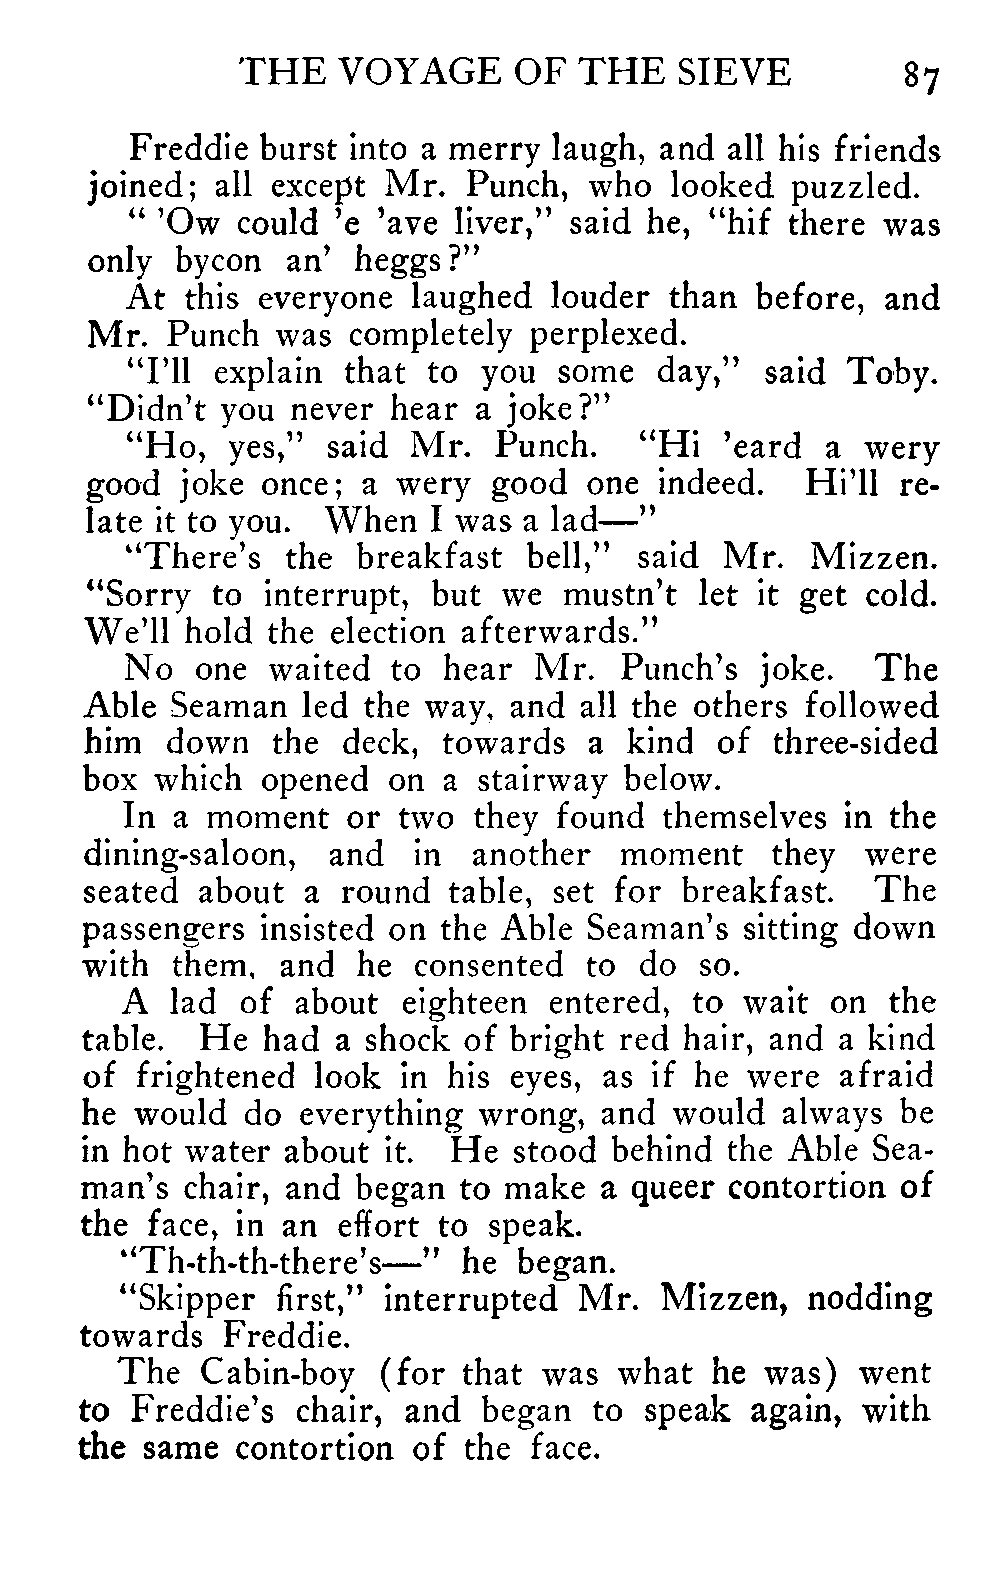 THE VOYAGE OF THE SIEVE 87
Freddie burst into a merry laugh, and all his friends
joined; all except Mr. Punch, who looked puzzled.
“ ’Ow could ’e ’ave liver,” said he, “hif there was
only bycon an’ heggs?”
At this everyone laughed louder than before, and
Mr. Punch was completely perplexed.
“I’ll explain that to you some day,” said Toby.
“Didn’t you never hear a joke?”
“Ho, yes,” said Mr. Punch. “Hi ’eard a wery
good joke once; a wery good one indeed. Hi’ll re-
late it to you. When I was a lad—”
“There’s the breakfast bell,” said Mr. Mizzen.
“Sorry to interrupt, but we mustn’t let it get cold.
We’ll hold the election afterwards.”
No one waited to hear Mr. Punch’s joke. The
Able Seaman led the way, and all the others followed
him down the deck, towards a kind of three-sided
box which opened on a stairway below.
In a moment or two they found themselves in the
dining-saloon, and in another moment they were
seated about a round table, set for breakfast. The
passengers insisted on the Able Seaman’s sitting down
with them, and he consented to do so.
A lad of about eighteen entered, to wait on the
table. He had a shock of bright red hair, and a kind
of frightened look in his eyes, as if he were afraid
he would do everything wrong, and would always be
in hot water about it. He stood behind the Able Sea-
man’s chair, and began to make a queer contortion of
the face, in an effort to speak.
“Th-th-th-there’s—” he began.
“Skipper first,” interrupted Mr. Mizzen, nodding
towards Freddie.
The Cabin-boy (for that was what he was) went
to Freddie’s chair, and began to speak again, with
the same contortion of the face.